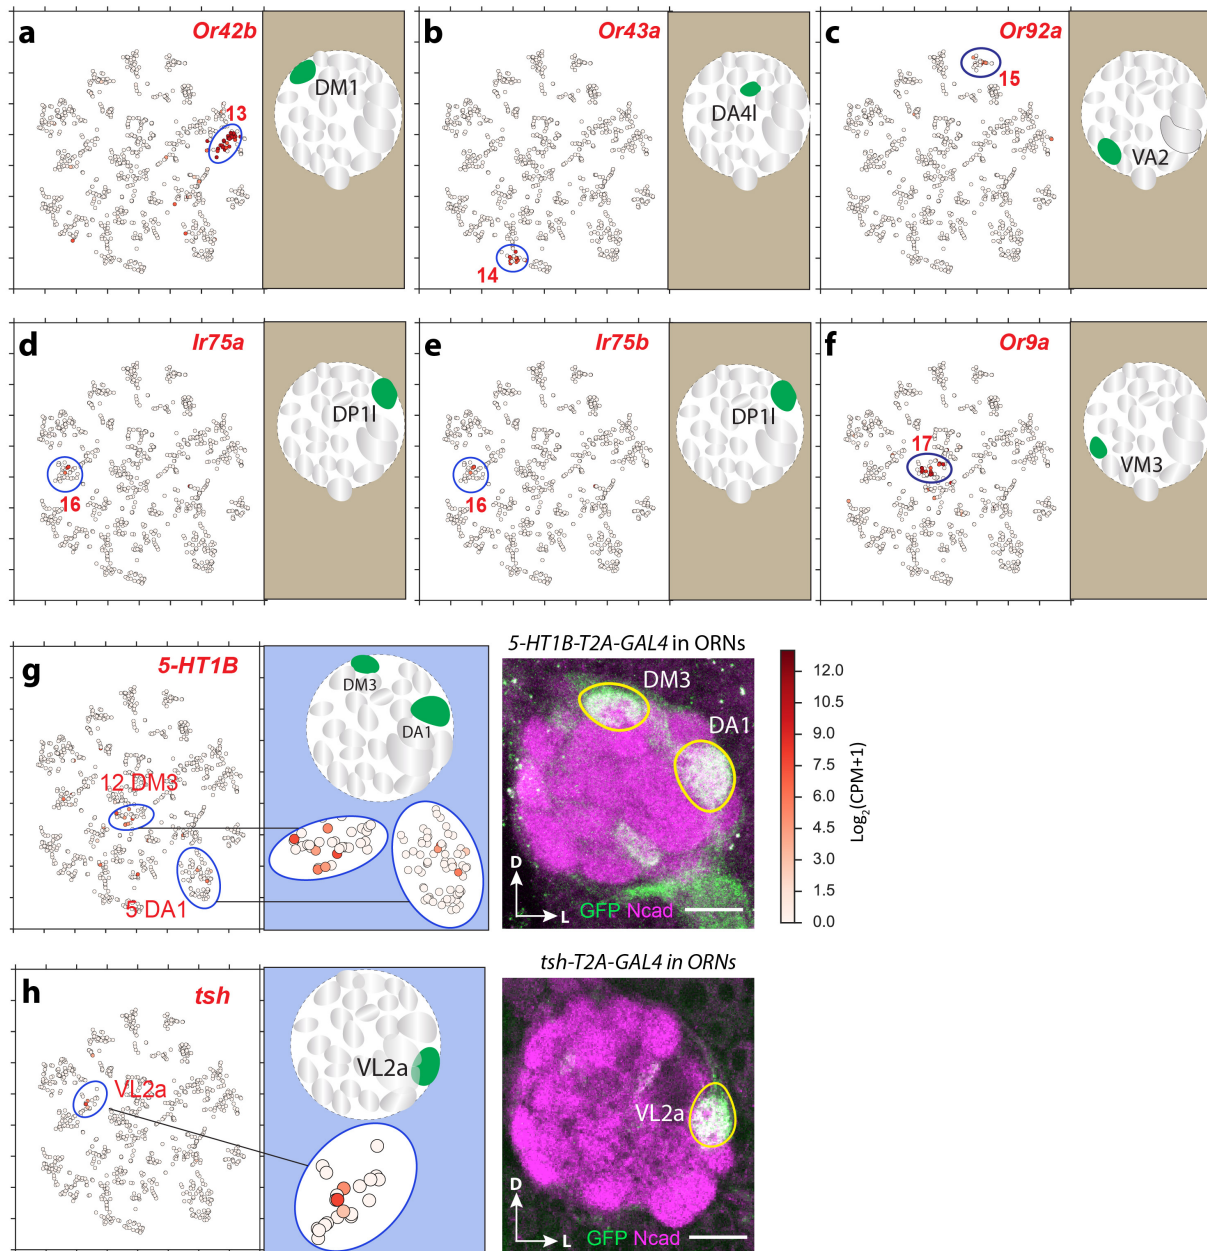 a
Or42b
13
DM1
b
Or43a
14
DA4l
c
Or92a
15
VA2
d
Ir75a
16
DP1l
e
Ir75b
16
DP1l
f
Or9a
17
VM3
g
5-HT1B
12 DM3
5 DA1
DM3
DA1
5-HT1B-T2A-GAL4 in ORNs
DM3
DA1
D
L
GFP Ncad
12.0
10.5
9.0
7.5
6.0
4.5
3.0
1.5
0.0
Log2(CPM+1)
h
tsh
VL2a
VL2a
tsh-T2A-GAL4 in ORNs
VL2a
D
L
GFP Ncad